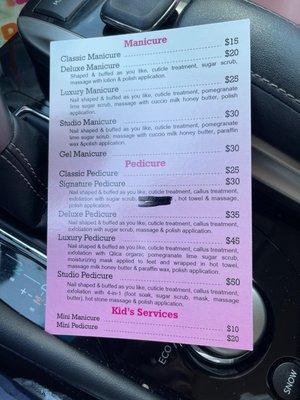 Manicure
Classic Manicure $15
Deluxe Manicure $20
Shaped & buffed as you like, cuticle treatment, sugar scrub,
massage with lotion & polish application.
Luxury Manicure $25
Nail shaped & buffed as you like, cuticle treatment, pomegranate
lime sugar scrub, massage with cuccio milk honey butter, polish
application.
Studio Manicure $30
Nail shaped & buffed as you like, cuticle treatment, pomegranate
lime sugar scrub, massage with cuccio milk honey butter, paraffin
wax &polish application.
Gel Manicure $30
Pedicure
Classic Pedicure $25
Signature Pedicure $30
Nail shaped & buffed as you like, cuticle treatment, callus treatment,
exfoliation with sugar scrub, , hot towel & massage,
polish application.
Deluxe Pedicure $35
Nail shaped & buffed as you like, cuticle treatment, callus treatment,
exfoliation with sugar scrub, massage & polish application.
Luxury Pedicure $45
Nail shaped & buffed as you like, cuticle treatment, callus treatment,
exfoliation with Qtica organic pomegranate lime sugar scrub,
moisturizing mask applied to feet and wrapped in hot towel,
massage milk honey butter & paraffin wax, polish application.
Studio Pedicure $50
Nail shaped & buffed as you like, cuticle treatment, callus treatment,
exfoliation with 4-in-1 (foot soak, sugar scrub, mask, massage
butter), hot stone massage & polish application.
Kid's Services
Mini Manicure $10
Mini Pedicure $20
ECO
SNOW